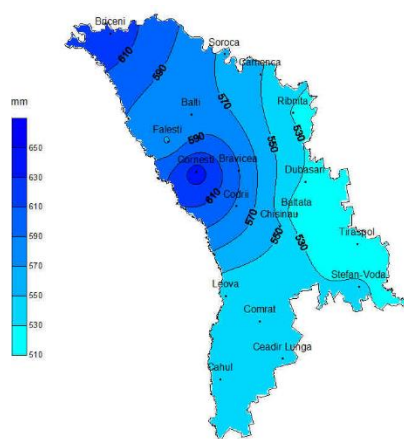 Briceni
610
590
Soroca
Camenca
mm
570
Balti
Ribnita
530
550
Falesti
590
650
Cornesti
Bravicea
Dubasari
630
610
Codrii
Baltata
610
570
Chisinau
590
550
530
Tiraspol
570
Stefan-Voda
550
Leova
530
Comrat
510
Ceadir Lunga
Cahul